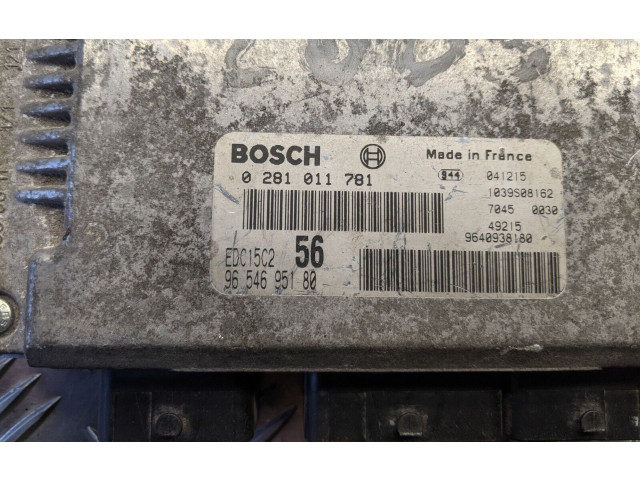 BOSCH
Made in France
0 281 011 781
944 041215
1039S08162
7045 0030
49215
9640938180
EDC15C2 56
96 546 951 80